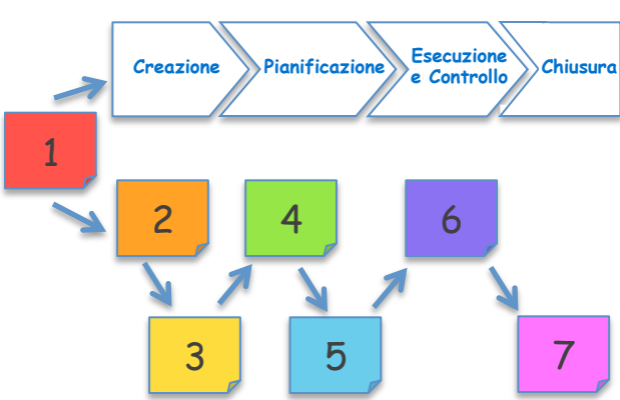 Creazione
Pianificazione
Esecuzione
e Controllo
Chiusura
1
2
4
6
3
5
7